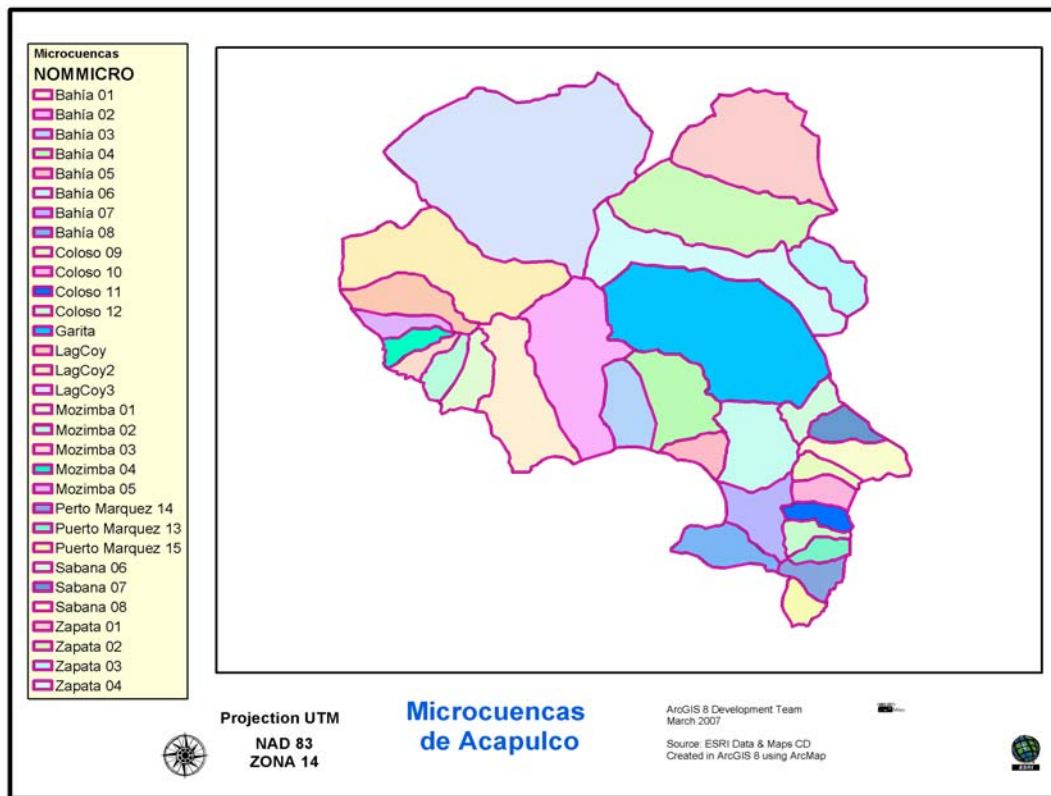 Microcuencas
NOMMICRO
Bahía 01
Bahía 02
Bahía 03
Bahía 04
Bahía 05
Bahía 06
Bahía 07
Bahía 08
Coloso 09
Coloso 10
Coloso 11
Coloso 12
Garita
LagCoy
LagCoy2
LagCoy3
Mozimba 01
Mozimba 02
Mozimba 03
Mozimba 04
Mozimba 05
Perto Marquez 14
Puerto Marquez 13
Puerto Marquez 15
Sabana 06
Sabana 07
Sabana 08
Zapata 01
Zapata 02
Zapata 03
Zapata 04
Projection UTM
NAD 83
ZONA 14
Microcuencas
de Acapulco
ArcGIS 8 Development Team
March 2007
Source: ESRI Data & Maps CD
Created in ArcGIS 8 using ArcMap
ESRI